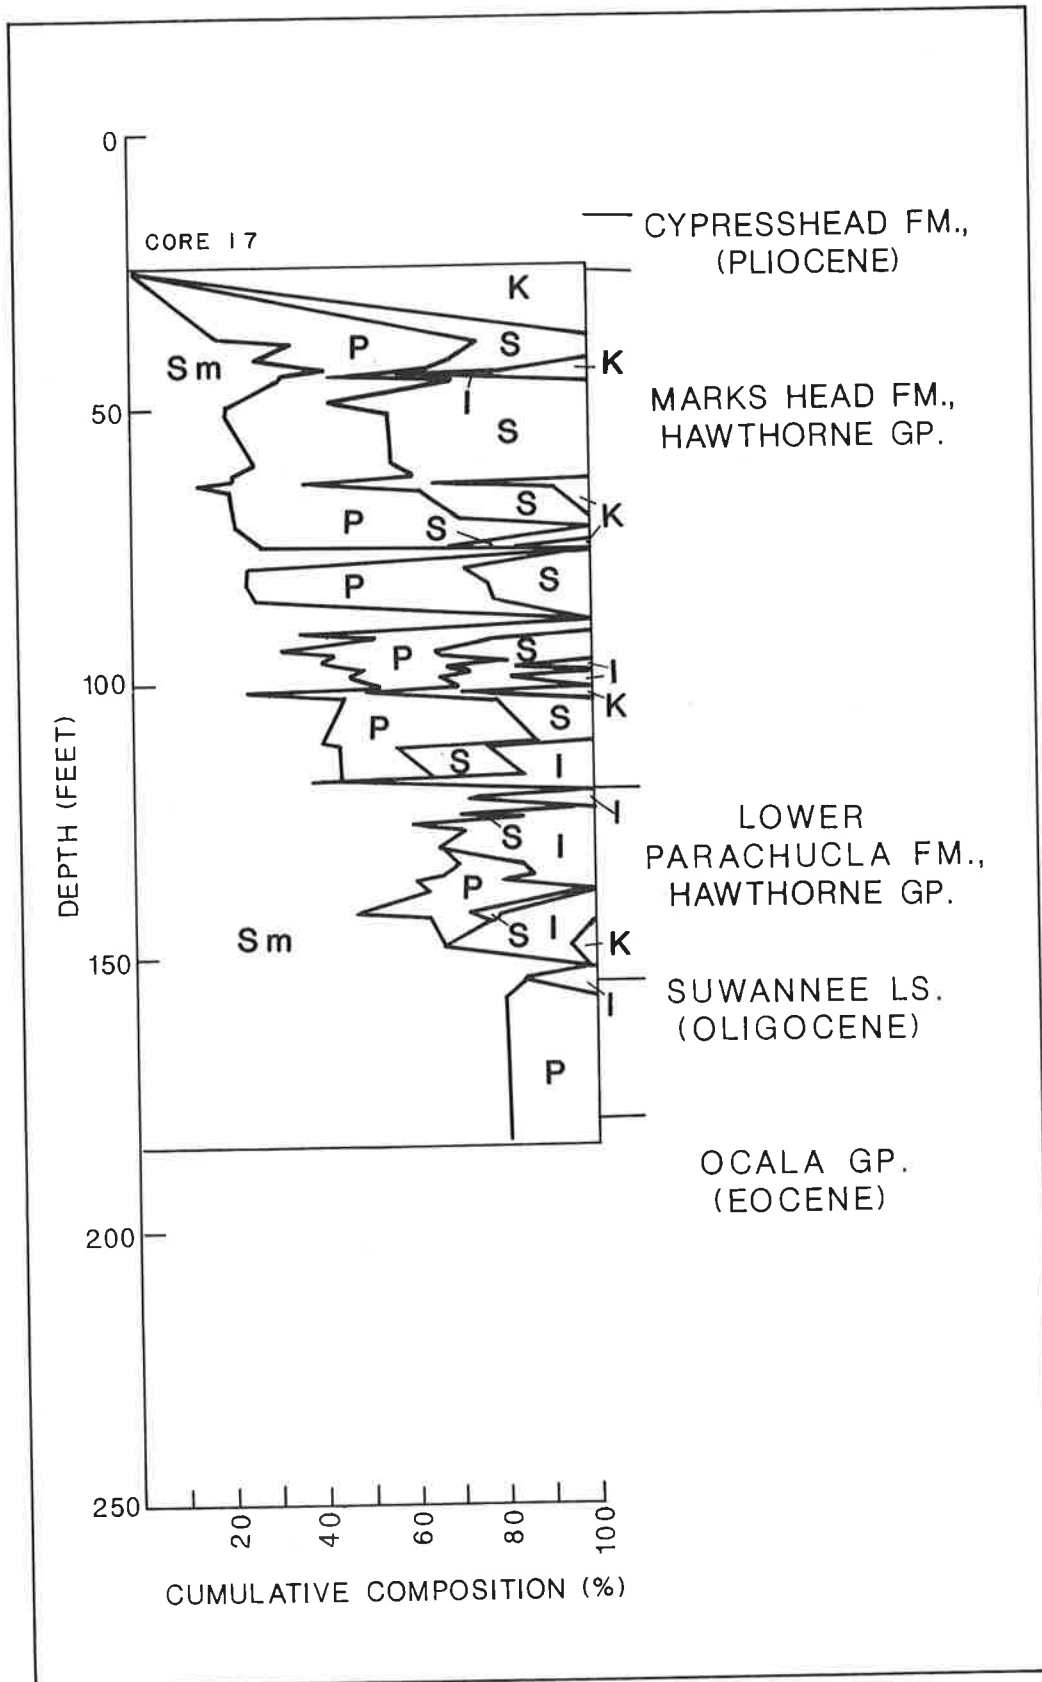 0
CORE 17
CYPRESSHEAD FM.,
(PLIOCENE)
K
P
S
Sm
K
I
50
MARKS HEAD FM.,
HAWTHORNE GP.
S
S
K
P
S
P
S
S
P
I
100
K
P
S
S
I
I
LOWER
PARACHUCLA FM.,
HAWTHORNE GP.
S
I
P
Sm
S
I
K
150
SUWANNEE LS.
(OLIGOCENE)
I
P
OCALA GP.
(EOCENE)
200
250
DEPTH (FEET)
20
40
60
80
100
CUMULATIVE COMPOSITION (%)